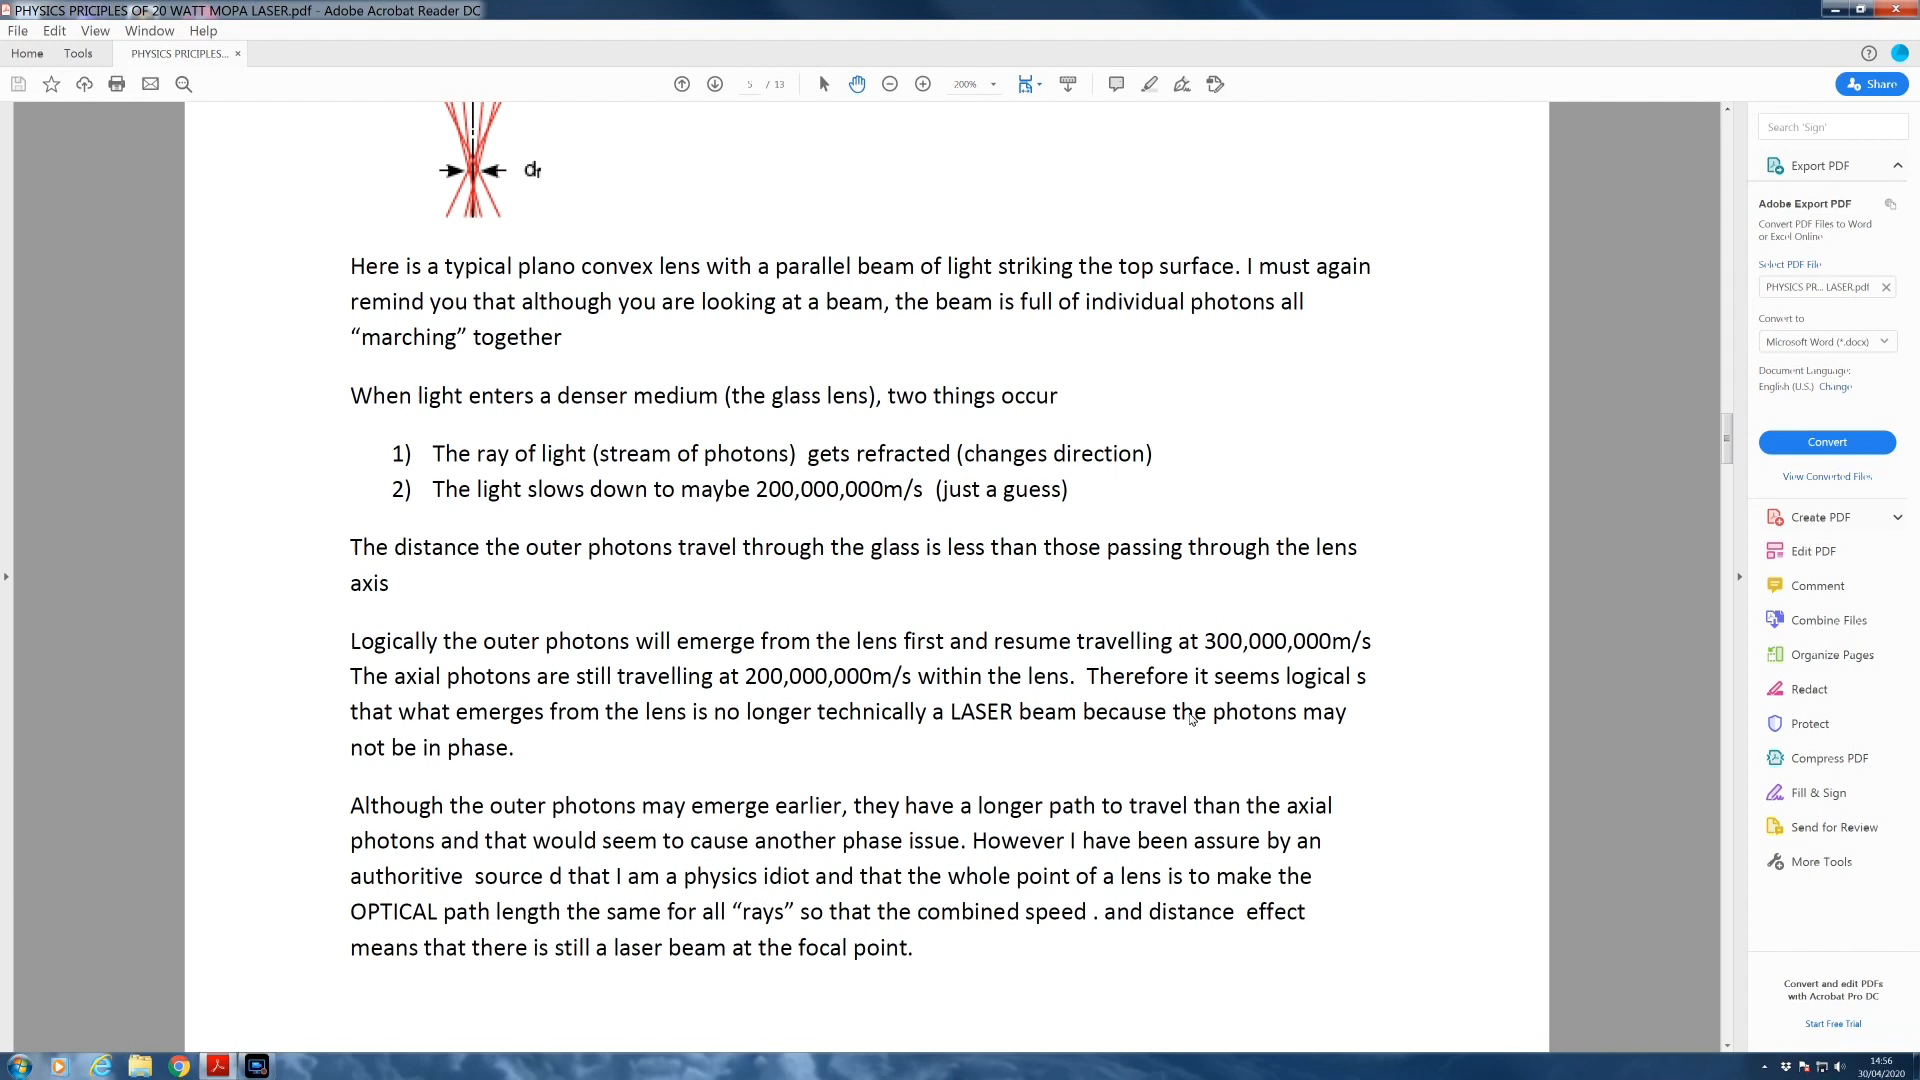 PHYSICS PRICIPLES OF 20 WATT MOPA LASER.pdf - Adobe Acrobat Reader DC
File Edit View Window Help
Home Tools PHYSICS PRICIPLES... ×
5 / 13 200% Share
Search 'Sign'
df
Here is a typical plano convex lens with a parallel beam of light striking the top surface. I must again
remind you that although you are looking at a beam, the beam is full of individual photons all
“marching” together
When light enters a denser medium (the glass lens), two things occur
1) The ray of light (stream of photons)  gets refracted (changes direction)
2) The light slows down to maybe 200,000,000m/s  (just a guess)
The distance the outer photons travel through the glass is less than those passing through the lens
axis
Logically the outer photons will emerge from the lens first and resume travelling at 300,000,000m/s
The axial photons are still travelling at 200,000,000m/s within the lens.  Therefore it seems logical s
that what emerges from the lens is no longer technically a LASER beam because the photons may
not be in phase.
Although the outer photons may emerge earlier, they have a longer path to travel than the axial
photons and that would seem to cause another phase issue. However I have been assure by an
authoritive  source d that I am a physics idiot and that the whole point of a lens is to make the
OPTICAL path length the same for all “rays” so that the combined speed . and distance  effect
means that there is still a laser beam at the focal point.
Export PDF
Adobe Export PDF
Convert PDF Files to Word
or Excel Online
Select PDF File
PHYSICS PR... LASER.pdf
Convert to
Microsoft Word (*.docx)
Document Language:
English (U.S.) Change
Convert
View Converted Files
Create PDF
Edit PDF
Comment
Combine Files
Organize Pages
Redact
Protect
Compress PDF
Fill & Sign
Send for Review
More Tools
Convert and edit PDFs
with Acrobat Pro DC
Start Free Trial
14:56
30/04/2020